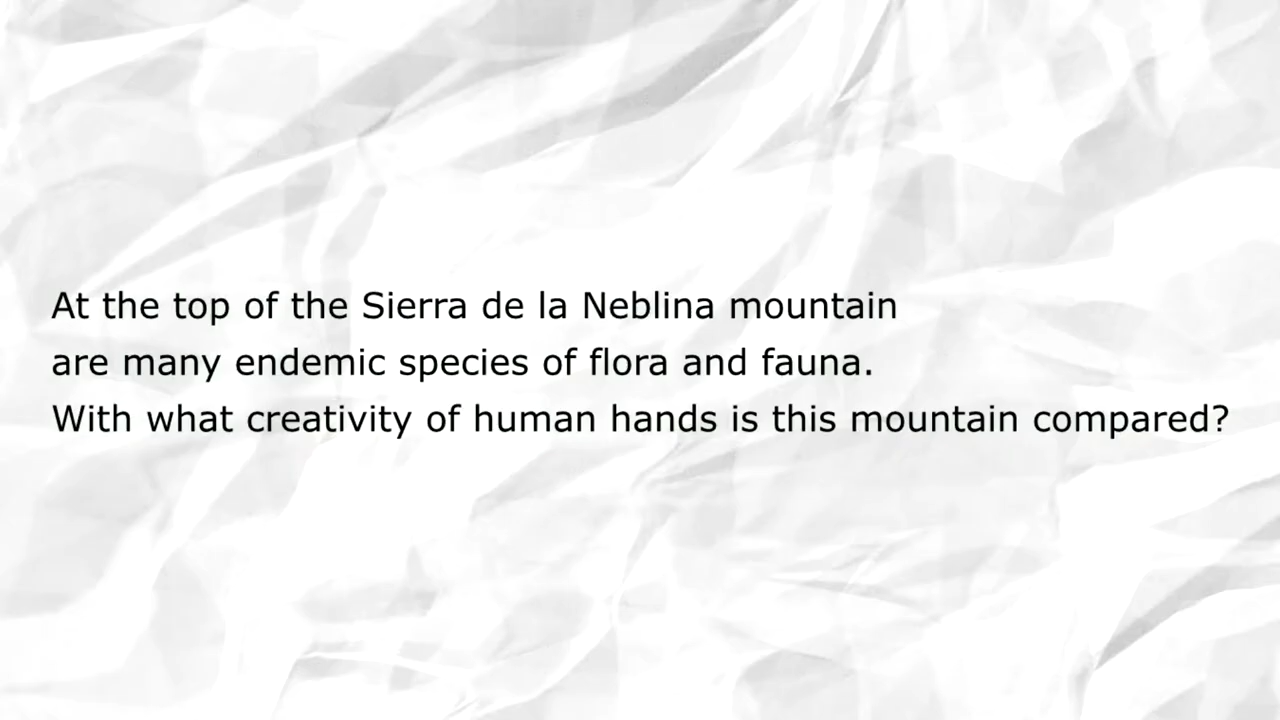 At the top of the Sierra de la Neblina mountain
are many endemic species of flora and fauna.
With what creativity of human hands is this mountain compared?